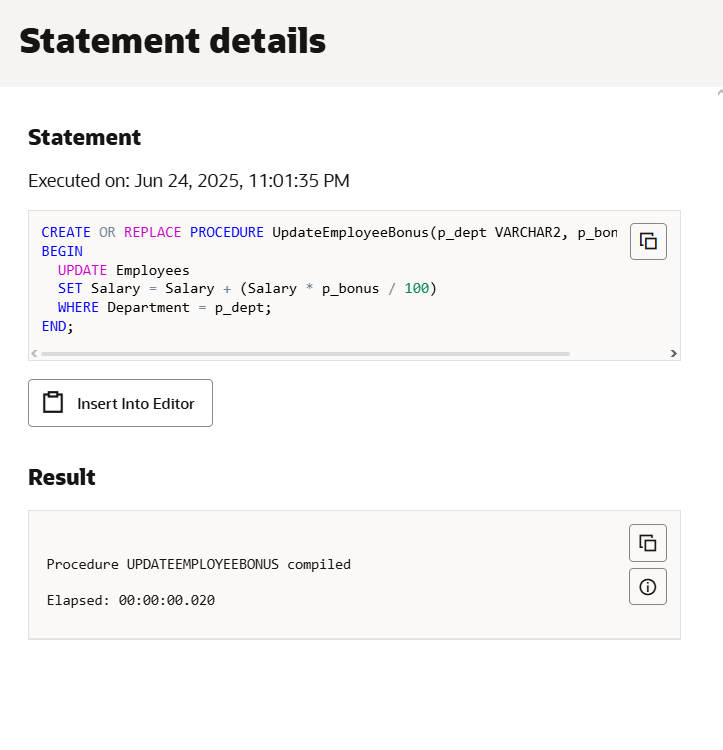 Statement details
Statement
Executed on: Jun 24, 2025, 11:01:35 PM
CREATE OR REPLACE PROCEDURE UpdateEmployeeBonus(p_dept VARCHAR2, p_bon
BEGIN
  UPDATE Employees
  SET Salary = Salary + (Salary * p_bonus / 100)
  WHERE Department = p_dept;
END;
Insert Into Editor
Result
Procedure UPDATEEMPLOYEEBONUS compiled
Elapsed: 00:00:00.020